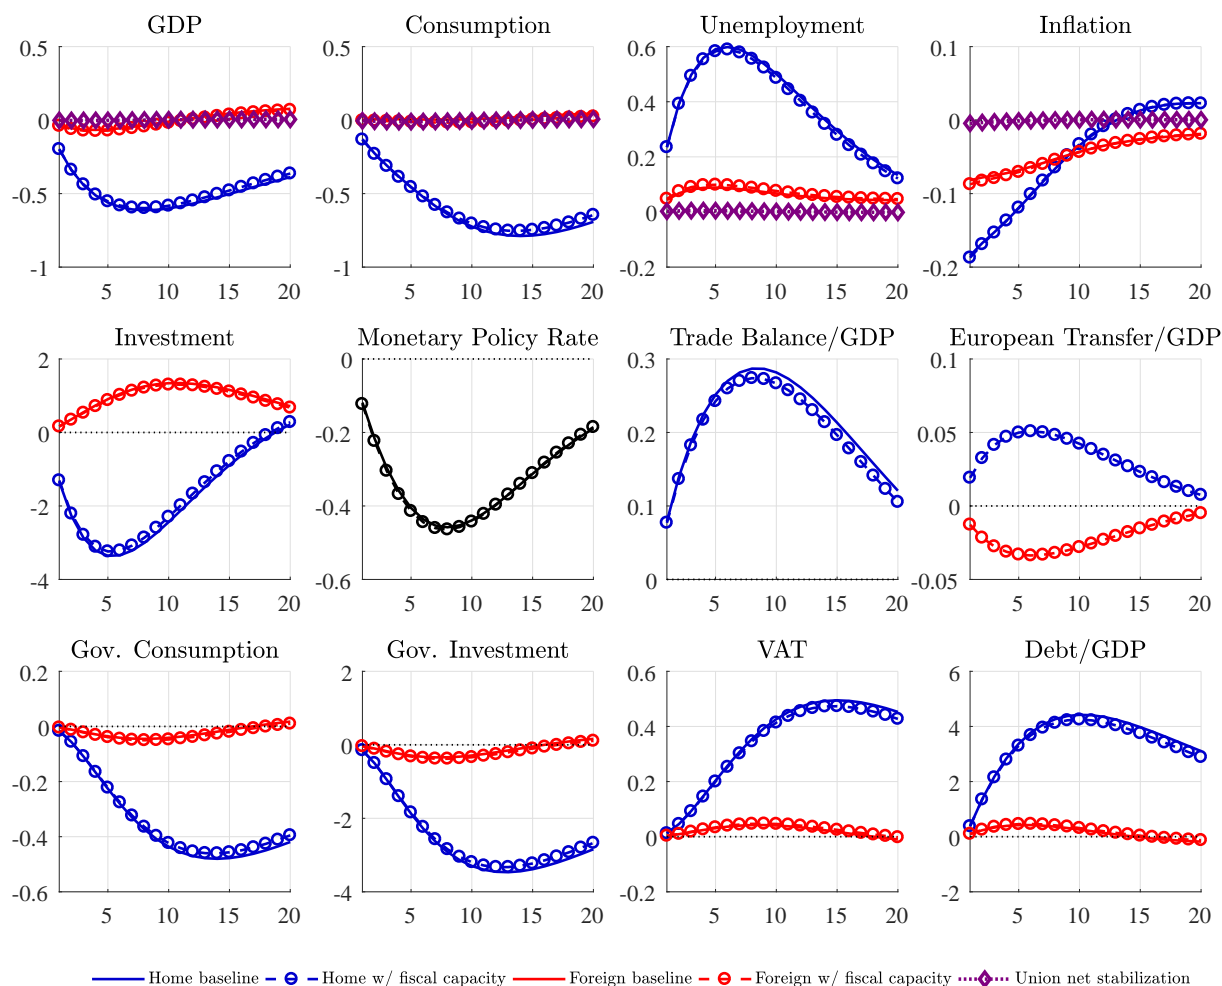 GDP Consumption Unemployment Inflation
0.5 0.5 0.6 0.1
0.4
0 0 0.2 0
-0.5 -0.5 0 -0.1
-1 -1 -0.2 -0.2
5 10 15 20 5 10 15 20 5 10 15 20 5 10 15 20
Investment Monetary Policy Rate Trade Balance/GDP European Transfer/GDP
2 0 0.3 0.1
0 -0.2 0.2 0.05
-2 -0.4 0.1 0
-4 -0.6 0 -0.05
5 10 15 20 5 10 15 20 5 10 15 20 5 10 15 20
Gov. Consumption Gov. Investment VAT Debt/GDP
0.2 2 0.6 6
0 0 0.4 4
-0.2 0.2 2
-0.4 -2 0 0
-0.6 -4 -0.2 -2
5 10 15 20 5 10 15 20 5 10 15 20 5 10 15 20
Home baseline Home w/ fiscal capacity Foreign baseline Foreign w/ fiscal capacity Union net stabilization